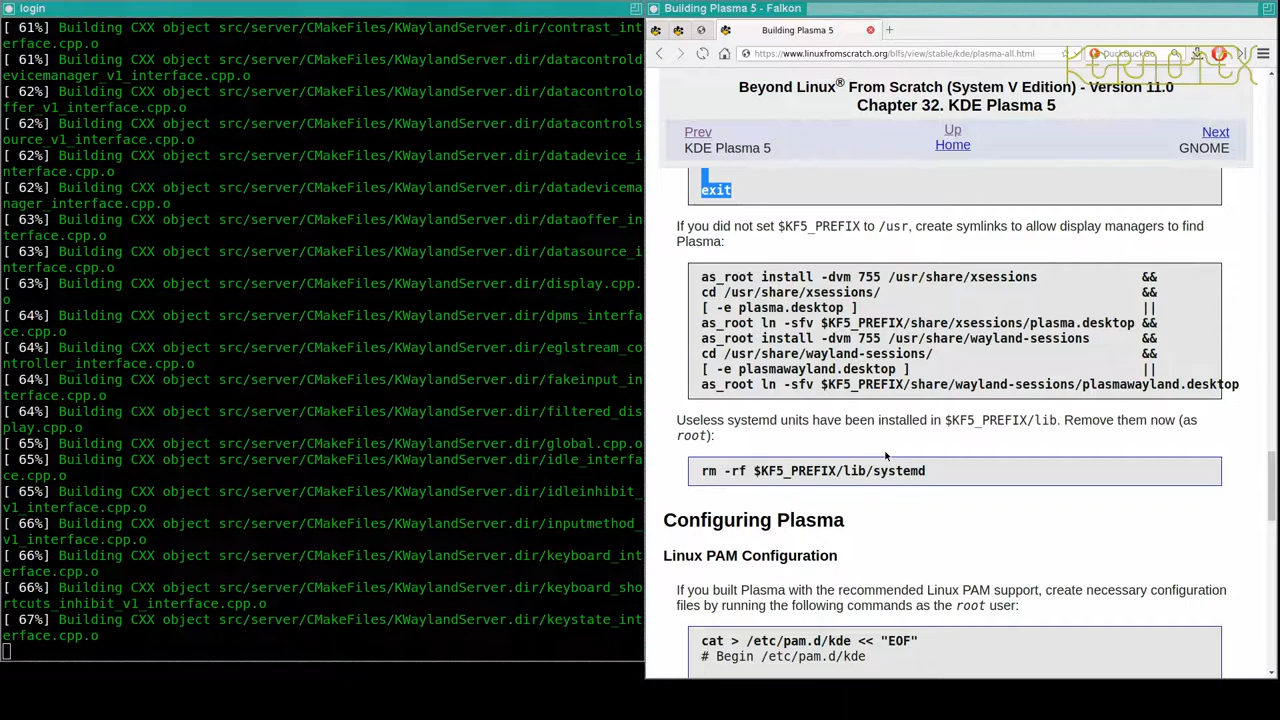 login
[ 61%] Building CXX object src/server/CMakeFiles/KWaylandServer.dir/contrast_int
erface.cpp.o
[ 61%] Building CXX object src/server/CMakeFiles/KWaylandServer.dir/datacontrold
evicemanager_v1_interface.cpp.o
[ 62%] Building CXX object src/server/CMakeFiles/KWaylandServer.dir/datacontrolo
ffer_v1_interface.cpp.o
[ 62%] Building CXX object src/server/CMakeFiles/KWaylandServer.dir/datacontrols
ource_v1_interface.cpp.o
[ 62%] Building CXX object src/server/CMakeFiles/KWaylandServer.dir/datadevice_i
nterface.cpp.o
[ 62%] Building CXX object src/server/CMakeFiles/KWaylandServer.dir/datadevicema
nager_interface.cpp.o
[ 63%] Building CXX object src/server/CMakeFiles/KWaylandServer.dir/dataoffer_in
terface.cpp.o
[ 63%] Building CXX object src/server/CMakeFiles/KWaylandServer.dir/datasource_i
nterface.cpp.o
[ 63%] Building CXX object src/server/CMakeFiles/KWaylandServer.dir/display.cpp.
o
[ 64%] Building CXX object src/server/CMakeFiles/KWaylandServer.dir/dpms_interfa
ce.cpp.o
[ 64%] Building CXX object src/server/CMakeFiles/KWaylandServer.dir/eglstream_co
ntroller_interface.cpp.o
[ 64%] Building CXX object src/server/CMakeFiles/KWaylandServer.dir/fakeinput_in
terface.cpp.o
[ 64%] Building CXX object src/server/CMakeFiles/KWaylandServer.dir/filtered_dis
play.cpp.o
[ 65%] Building CXX object src/server/CMakeFiles/KWaylandServer.dir/global.cpp.o
[ 65%] Building CXX object src/server/CMakeFiles/KWaylandServer.dir/idle_interfa
ce.cpp.o
[ 65%] Building CXX object src/server/CMakeFiles/KWaylandServer.dir/idleinhibit_
v1_interface.cpp.o
[ 66%] Building CXX object src/server/CMakeFiles/KWaylandServer.dir/inputmethod_
v1_interface.cpp.o
[ 66%] Building CXX object src/server/CMakeFiles/KWaylandServer.dir/keyboard_int
erface.cpp.o
[ 66%] Building CXX object src/server/CMakeFiles/KWaylandServer.dir/keyboard_sho
rtcuts_inhibit_v1_interface.cpp.o
[ 67%] Building CXX object src/server/CMakeFiles/KWaylandServer.dir/keystate_int
erface.cpp.o
Building Plasma 5 - Falkon
Building Plasma 5
https://www.linuxfromscratch.org/blfs/view/stable/kde/plasma-all.html
DuckDuckGo
Beyond Linux® From Scratch (System V Edition) - Version 11.0
Chapter 32. KDE Plasma 5
Prev Up Next
KDE Plasma 5 Home GNOME
exit
If you did not set $KF5_PREFIX to /usr, create symlinks to allow display managers to find
Plasma:
as_root install -dvm 755 /usr/share/xsessions &&
cd /usr/share/xsessions/ &&
[ -e plasma.desktop ] ||
as_root ln -sfv $KF5_PREFIX/share/xsessions/plasma.desktop &&
as_root install -dvm 755 /usr/share/wayland-sessions &&
cd /usr/share/wayland-sessions/ &&
[ -e plasmawayland.desktop ] ||
as_root ln -sfv $KF5_PREFIX/share/wayland-sessions/plasmawayland.desktop
Useless systemd units have been installed in $KF5_PREFIX/lib. Remove them now (as
root):
rm -rf $KF5_PREFIX/lib/systemd
Configuring Plasma
Linux PAM Configuration
If you built Plasma with the recommended Linux PAM support, create necessary configuration
files by running the following commands as the root user:
cat > /etc/pam.d/kde << "EOF"
# Begin /etc/pam.d/kde